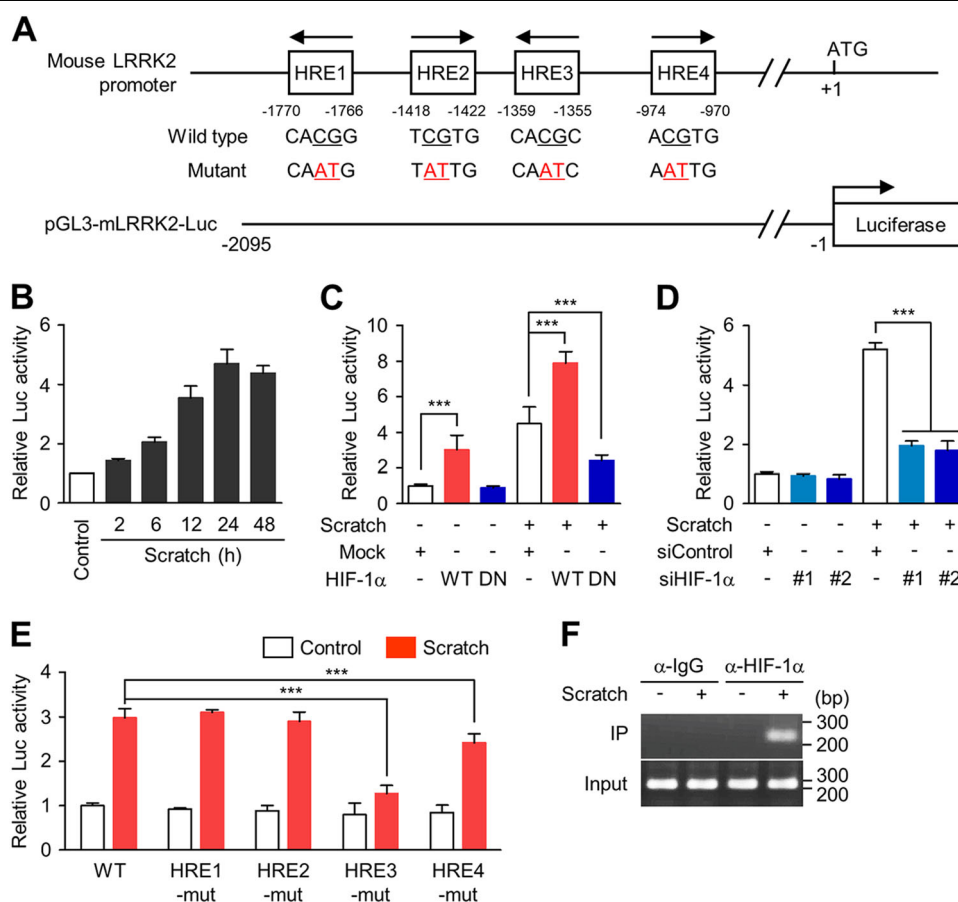 A
Mouse LRRK2
promoter
HRE1 HRE2 HRE3 HRE4
ATG
+1
-1770 -1766 -1418 -1422 -1359 -1355 -974 -970
Wild type CACGG TCGTG CACGC ACGTG
Mutant CAATG TATTG CAATC AATTG
pGL3-mLRRK2-Luc
-2095
-1
Luciferase
B
Relative Luc activity
6
4
2
0
Control
2 6 12 24 48
Scratch (h)
C
Relative Luc activity
10
8
6
4
2
0
***
***
***
Scratch - - - + + +
Mock + - - + - -
HIF-1α - WT DN - WT DN
D
Relative Luc activity
6
4
2
0
***
Scratch - - - + + +
siControl + - - + - -
siHIF-1α - #1 #2 - #1 #2
E
Control Scratch
Relative Luc activity
4
3
2
1
0
***
***
WT HRE1 HRE2 HRE3 HRE4
-mut -mut -mut -mut
F
α-IgG α-HIF-1α
Scratch - + - + (bp)
IP
300
200
Input
300
200